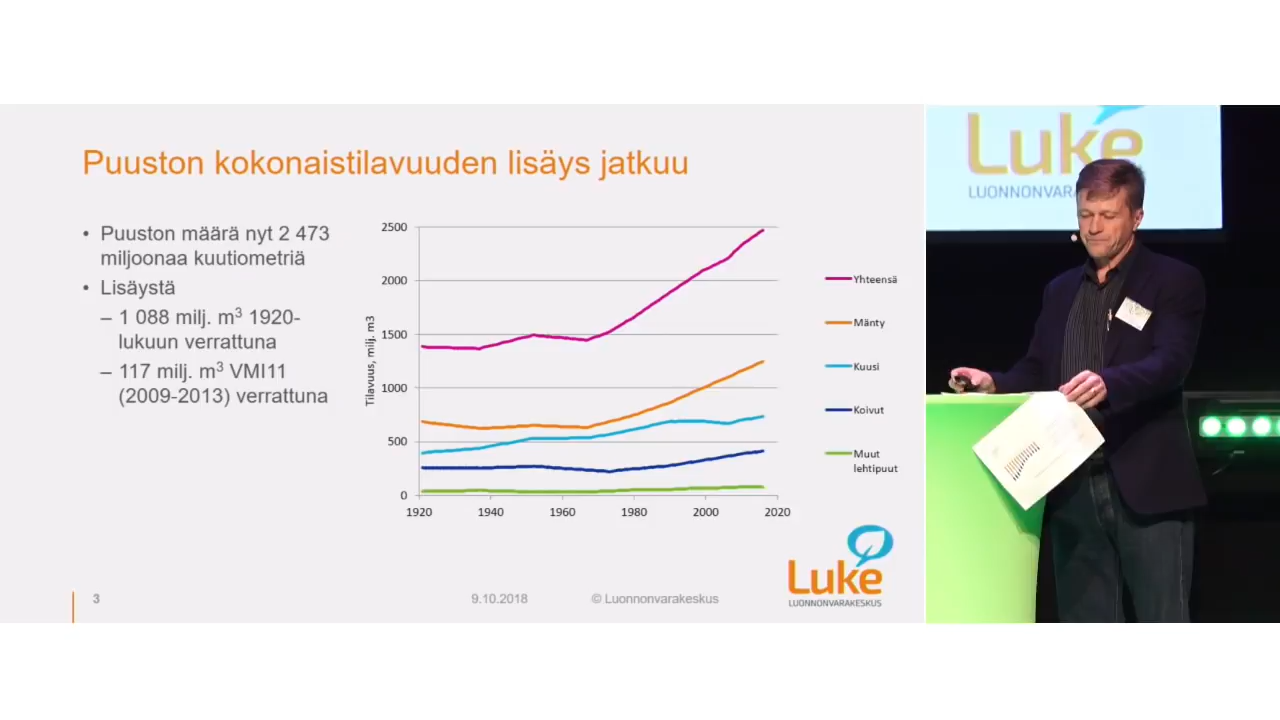 Puuston kokonaistilavuuden lisäys jatkuu
• Puuston määrä nyt 2 473
miljoonaa kuutiometriä
• Lisäystä
– 1 088 milj. m³ 1920-
lukuun verrattuna
– 117 milj. m³ VMI11
(2009-2013) verrattuna
Tilavuus, milj. m3
2500
2000
1500
1000
500
0
1920 1940 1960 1980 2000 2020
Yhteensä
Mänty
Kuusi
Koivut
Muut
lehtipuut
Luke
LUONNONVARAKESKUS
3
9.10.2018
© Luonnonvarakeskus
Luke